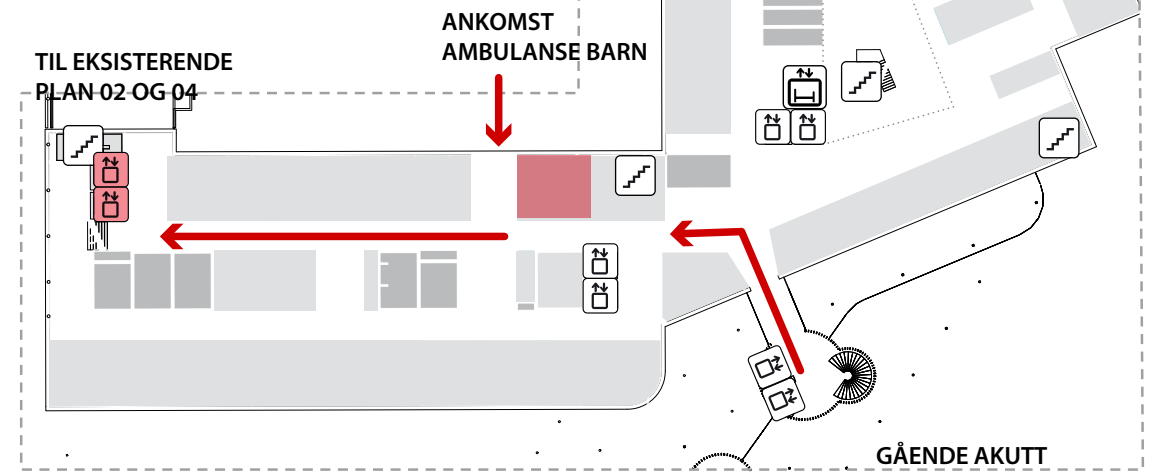 ANKOMST
AMBULANSE BARN
TIL EKSISTERENDE
PLAN 02 OG 04
GÅENDE AKUTT